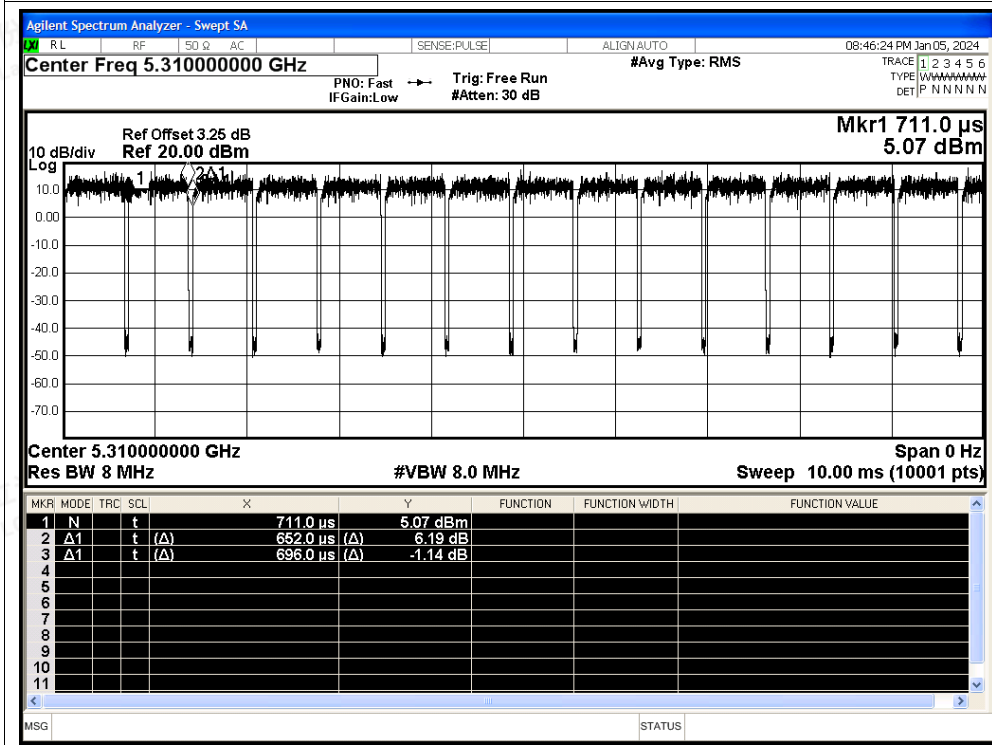 Agilent Spectrum Analyzer - Swept SA
LXI RL RF 50 Ω AC SENSE:PULSE ALIGN AUTO 08:46:24 PM Jan 05, 2024
Center Freq 5.310000000 GHz #Avg Type: RMS TRACE 1 2 3 4 5 6
PNO: Fast Trig: Free Run TYPE
IFGain:Low #Atten: 30 dB DET P N N N N N
Mkr1 711.0 µs
5.07 dBm
Ref Offset 3.25 dB
10 dB/div Ref 20.00 dBm
Log
1 2Δ1
10.0
0.00
-10.0
-20.0
-30.0
-40.0
-50.0
-60.0
-70.0
Center 5.310000000 GHz Span 0 Hz
Res BW 8 MHz #VBW 8.0 MHz Sweep 10.00 ms (10001 pts)
MKR MODE TRC SCL X Y FUNCTION FUNCTION WIDTH FUNCTION VALUE
1 N t 711.0 µs 5.07 dBm
2 Δ1 t (Δ) 652.0 µs (Δ) 6.19 dB
3 Δ1 t (Δ) 696.0 µs (Δ) -1.14 dB
4
5
6
7
8
9
10
11
MSG STATUS